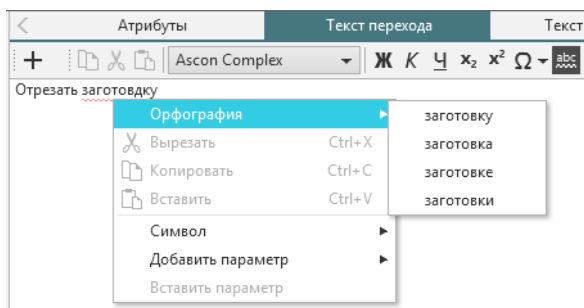 Атрибуты Текст перехода Текст
Ascon Complex Ж К Ч x₂ x² Ω abc
Отрезать заготовдку
Орфография
Вырезать Ctrl+X
Копировать Ctrl+C
Вставить Ctrl+V
Символ
Добавить параметр
Вставить параметр
заготовку
заготовка
заготовке
заготовки